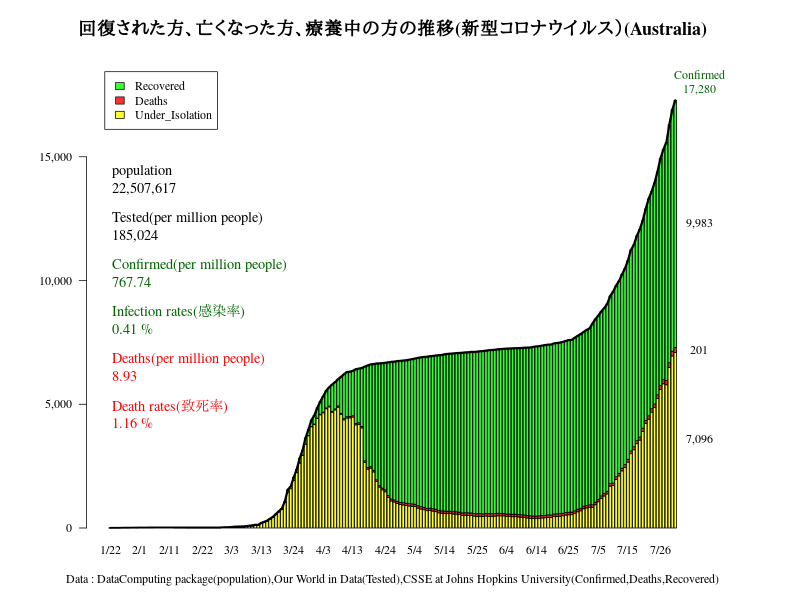 回復された方、亡くなった方、療養中の方の推移(新型コロナウイルス）(Australia)
Confirmed
17,280
Recovered
Deaths
Under_Isolation
15,000
10,000
5,000
0
population
22,507,617
Tested(per million people)
185,024
Confirmed(per million people)
767.74
Infection rates(感染率)
0.41 %
Deaths(per million people)
8.93
Death rates(致死率)
1.16 %
9,983
201
7,096
1/22 2/1 2/11 2/22 3/3 3/13 3/24 4/3 4/13 4/24 5/4 5/14 5/25 6/4 6/14 6/25 7/5 7/15 7/26
Data : DataComputing package(population),Our World in Data(Tested),CSSE at Johns Hopkins University(Confirmed,Deaths,Recovered)